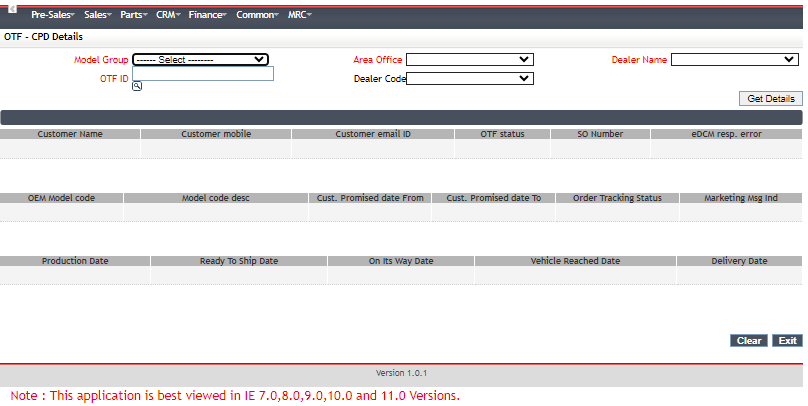 Pre-Sales Sales Parts CRM Finance Common MRC
OTF - CPD Details
Model Group ------ Select -------- Area Office Dealer Name
OTF ID Dealer Code
Get Details
Customer Name Customer mobile Customer email ID OTF status SO Number eDCM resp. error
OEM Model code Model code desc Cust. Promised date From Cust. Promised date To Order Tracking Status Marketing Msg Ind
Production Date Ready To Ship Date On Its Way Date Vehicle Reached Date Delivery Date
Clear Exit
Version 1.0.1
Note : This application is best viewed in IE 7.0,8.0,9.0,10.0 and 11.0 Versions.